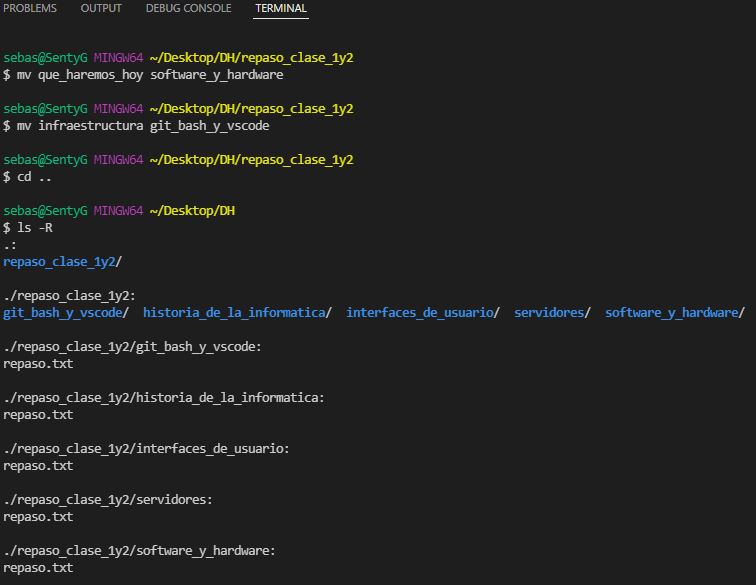 PROBLEMS OUTPUT DEBUG CONSOLE TERMINAL
sebas@SentyG MINGW64 ~/Desktop/DH/repaso_clase_1y2
$ mv que_haremos_hoy software_y_hardware
sebas@SentyG MINGW64 ~/Desktop/DH/repaso_clase_1y2
$ mv infraestructura git_bash_y_vscode
sebas@SentyG MINGW64 ~/Desktop/DH/repaso_clase_1y2
$ cd ..
sebas@SentyG MINGW64 ~/Desktop/DH
$ ls -R
.:
repaso_clase_1y2/
./repaso_clase_1y2:
git_bash_y_vscode/ historia_de_la_informatica/ interfaces_de_usuario/ servidores/ software_y_hardware/
./repaso_clase_1y2/git_bash_y_vscode:
repaso.txt
./repaso_clase_1y2/historia_de_la_informatica:
repaso.txt
./repaso_clase_1y2/interfaces_de_usuario:
repaso.txt
./repaso_clase_1y2/servidores:
repaso.txt
./repaso_clase_1y2/software_y_hardware:
repaso.txt